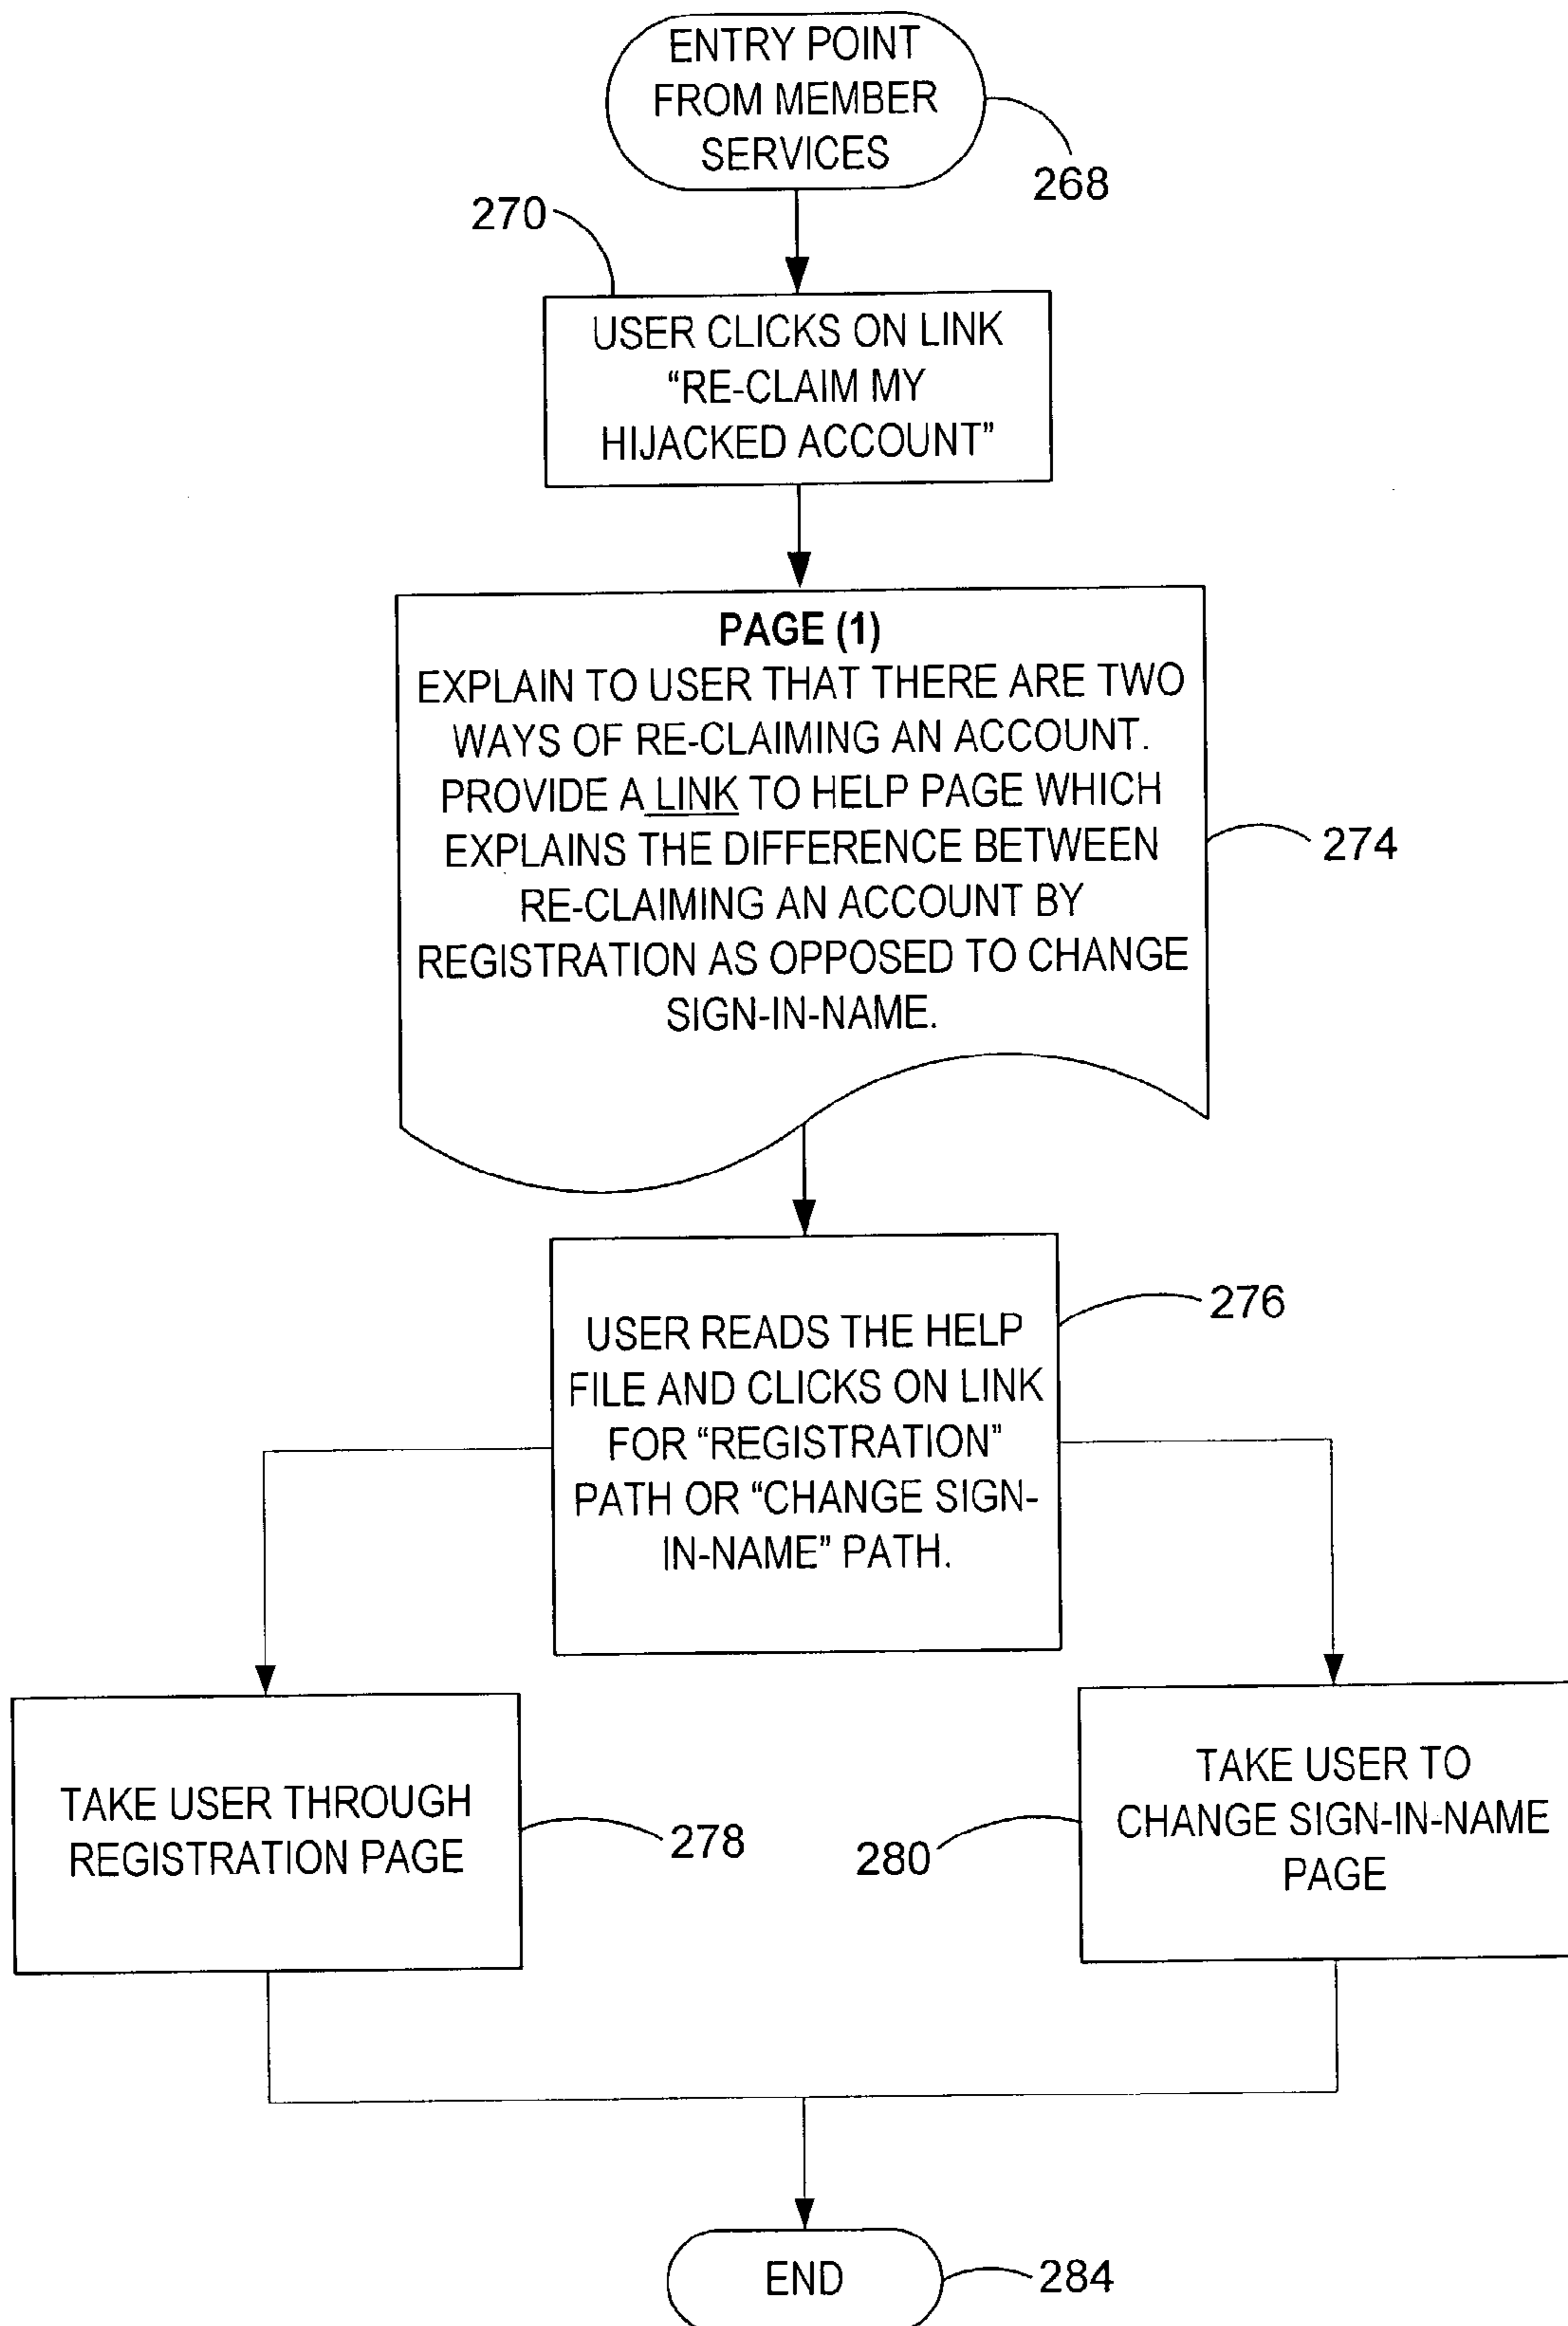 ENTRY POINT
FROM MEMBER
SERVICES
268
270
USER CLICKS ON LINK
“RE-CLAIM MY
HIJACKED ACCOUNT”
PAGE (1)
EXPLAIN TO USER THAT THERE ARE TWO
WAYS OF RE-CLAIMING AN ACCOUNT.
PROVIDE A LINK TO HELP PAGE WHICH
EXPLAINS THE DIFFERENCE BETWEEN
RE-CLAIMING AN ACCOUNT BY
REGISTRATION AS OPPOSED TO CHANGE
SIGN-IN-NAME.
274
USER READS THE HELP
FILE AND CLICKS ON LINK
FOR “REGISTRATION”
PATH OR “CHANGE SIGN-
IN-NAME” PATH.
276
TAKE USER THROUGH
REGISTRATION PAGE
278
TAKE USER TO
CHANGE SIGN-IN-NAME
PAGE
280
END
284